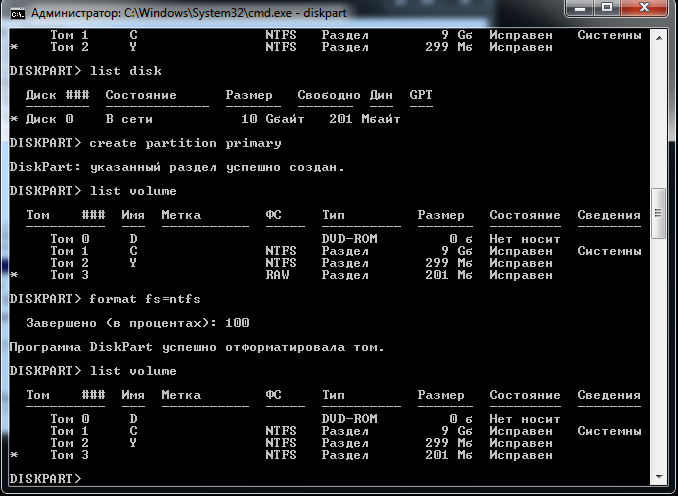 Администратор: C:\Windows\System32\cmd.exe - diskpart
Том 1 C NTFS Раздел 9 Gб Исправен Системны
* Том 2 Y NTFS Раздел 299 Mб Исправен
DISKPART> list disk
Диск ### Состояние Размер Свободно Дин GPT
-------- ------------- ------- ------- --- ---
* Диск 0 В сети 10 Gбайт 201 Mбайт
DISKPART> create partition primary
DiskPart: указанный раздел успешно создан.
DISKPART> list volume
Том ### Имя Метка ФС Тип Размер Состояние Сведения
---------- --- ----------- ----- ---------- ------- --------- --------
Том 0 D DVD-ROM 0 б Нет носит
Том 1 C NTFS Раздел 9 Gб Исправен Системны
Том 2 Y NTFS Раздел 299 Mб Исправен
* Том 3 RAW Раздел 201 Mб Исправен
DISKPART> format fs=ntfs
Завершено (в процентах): 100
Программа DiskPart успешно отформатировала том.
DISKPART> list volume
Том ### Имя Метка ФС Тип Размер Состояние Сведения
---------- --- ----------- ----- ---------- ------- --------- --------
Том 0 D DVD-ROM 0 б Нет носит
Том 1 C NTFS Раздел 9 Gб Исправен Системны
Том 2 Y NTFS Раздел 299 Mб Исправен
* Том 3 NTFS Раздел 201 Mб Исправен
DISKPART>